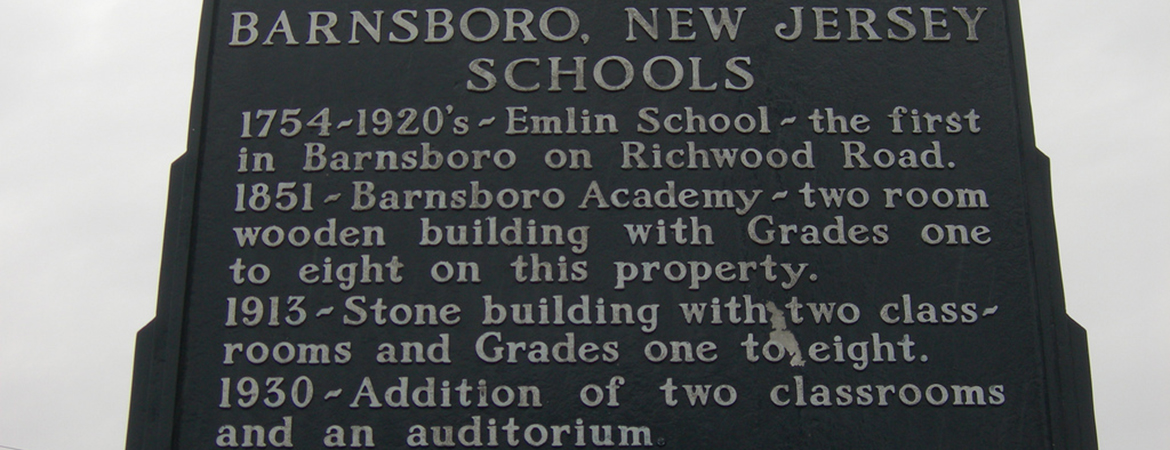 BARNSBORO, NEW JERSEY
SCHOOLS
1754~1920's~Emlin School~the first
in Barnsboro on Richwood Road.
1851~Barnsboro Academy~two room
wooden building with Grades one
to eight on this property.
1913~Stone building with two class~
rooms and Grades one to eight.
1930~Addition of two classrooms
and an auditorium.